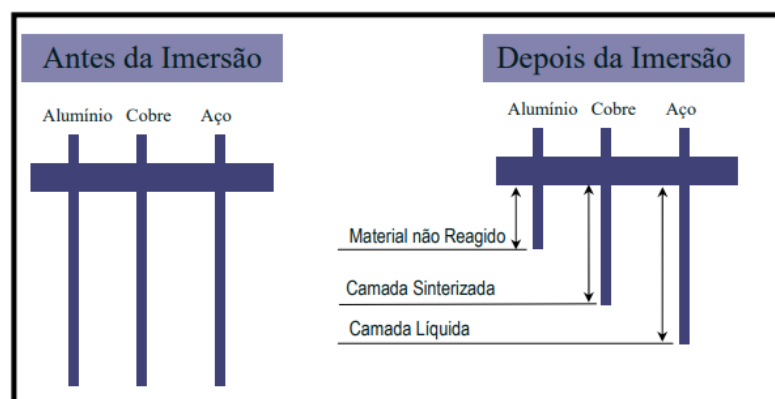 Antes da Imersão
Depois da Imersão
Alumínio Cobre Aço
Alumínio Cobre Aço
Material não Reagido
Camada Sinterizada
Camada Líquida